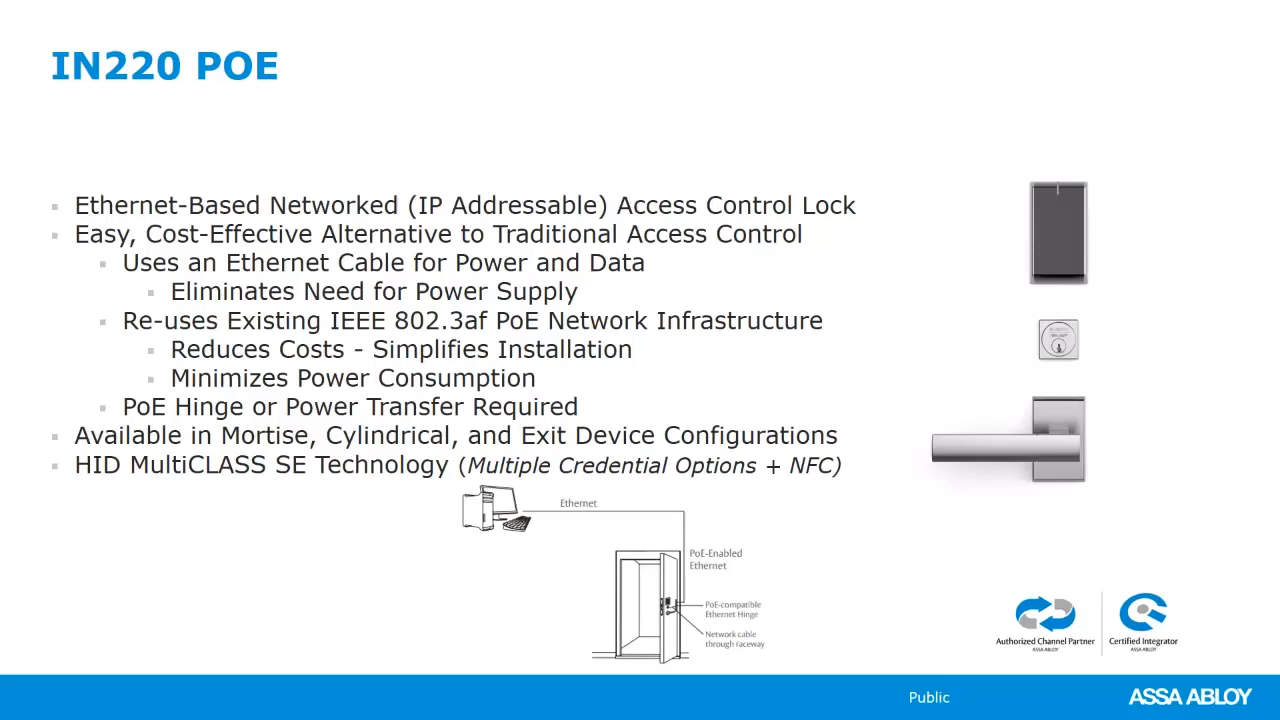 IN220 POE
Ethernet-Based Networked (IP Addressable) Access Control Lock
Easy, Cost-Effective Alternative to Traditional Access Control
Uses an Ethernet Cable for Power and Data
Eliminates Need for Power Supply
Re-uses Existing IEEE 802.3af PoE Network Infrastructure
Reduces Costs - Simplifies Installation
Minimizes Power Consumption
PoE Hinge or Power Transfer Required
Available in Mortise, Cylindrical, and Exit Device Configurations
HID MultiCLASS SE Technology (Multiple Credential Options + NFC)
Ethernet
PoE-Enabled
Ethernet
PoE-compatible
Ethernet Hinge
Network cable
through raceway
Authorized Channel Partner
ASSA ABLOY
Certified Integrator
ASSA ABLOY
Public
ASSA ABLOY